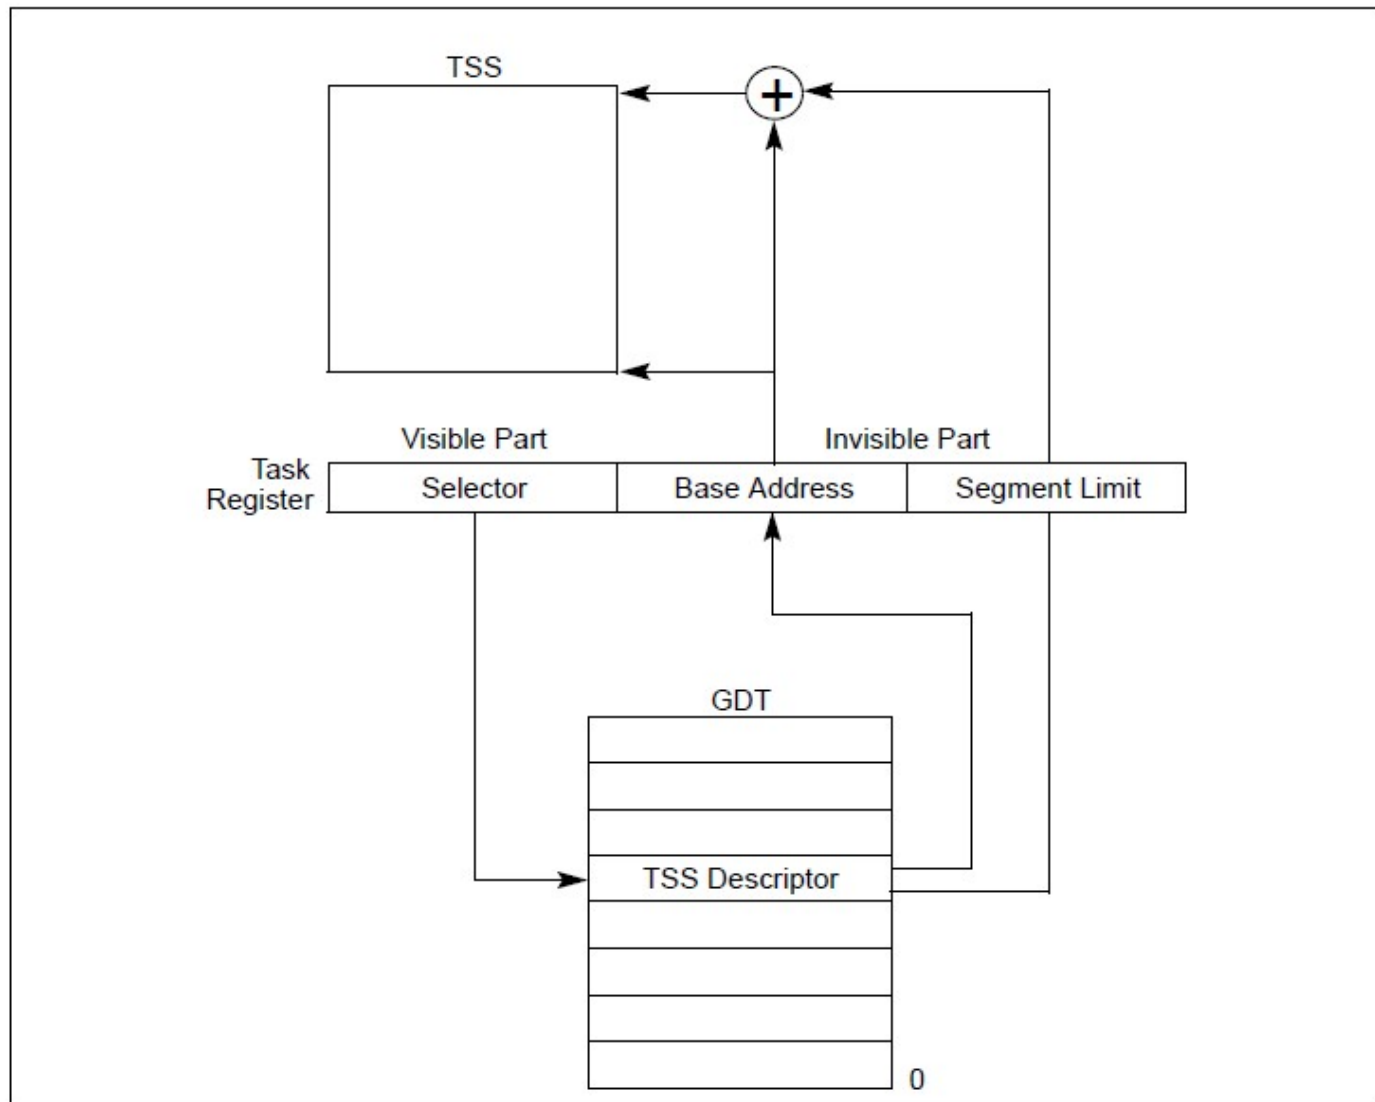 TSS
+
Visible Part
Invisible Part
Task
Register
Selector
Base Address
Segment Limit
GDT
TSS Descriptor
0